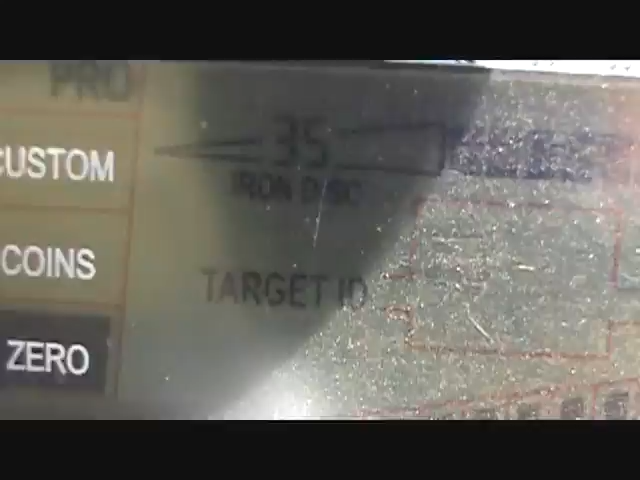 PRO
35
CUSTOM
IRON DISC
COINS
TARGET ID
ZERO